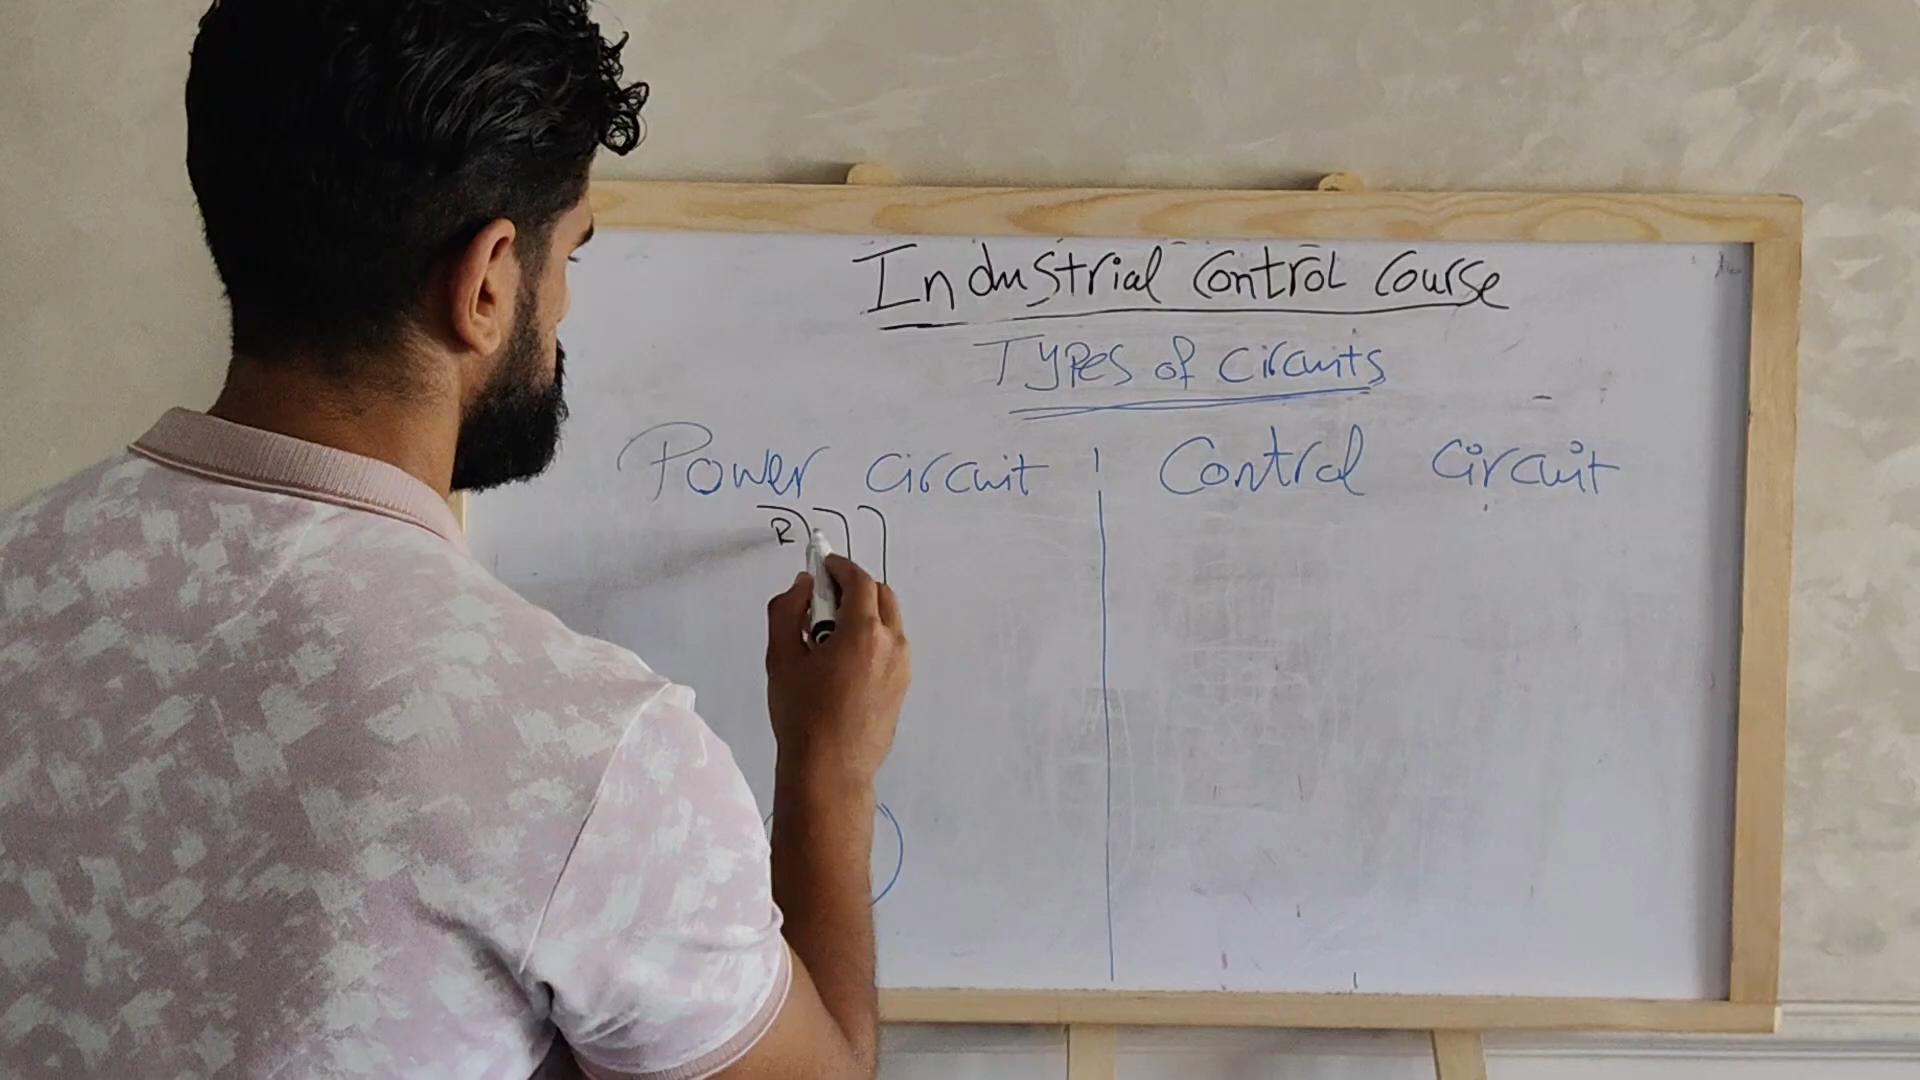 Industrial Control Course
Types of Circuits
Power Circuit
Control Circuit
R